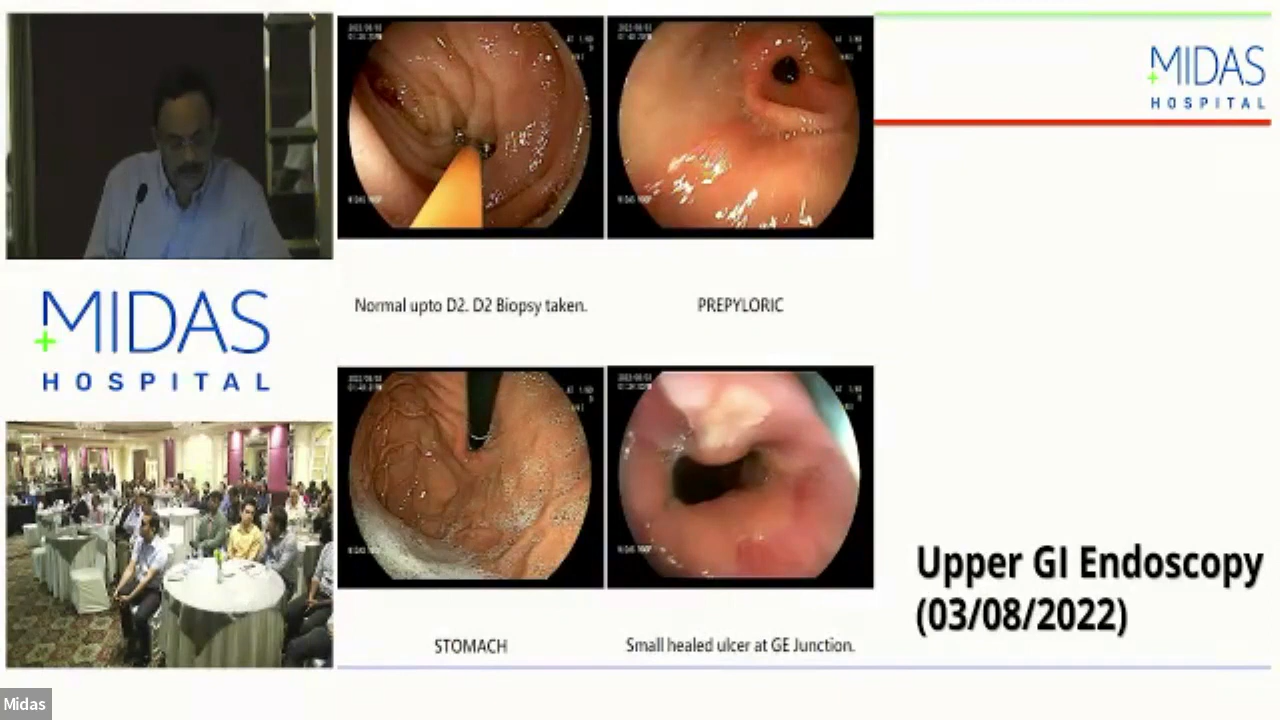 MIDAS
HOSPITAL
MIDAS
HOSPITAL
Normal upto D2. D2 Biopsy taken.
PREPYLORIC
STOMACH
Small healed ulcer at GE Junction.
Upper GI Endoscopy
(03/08/2022)
Midas